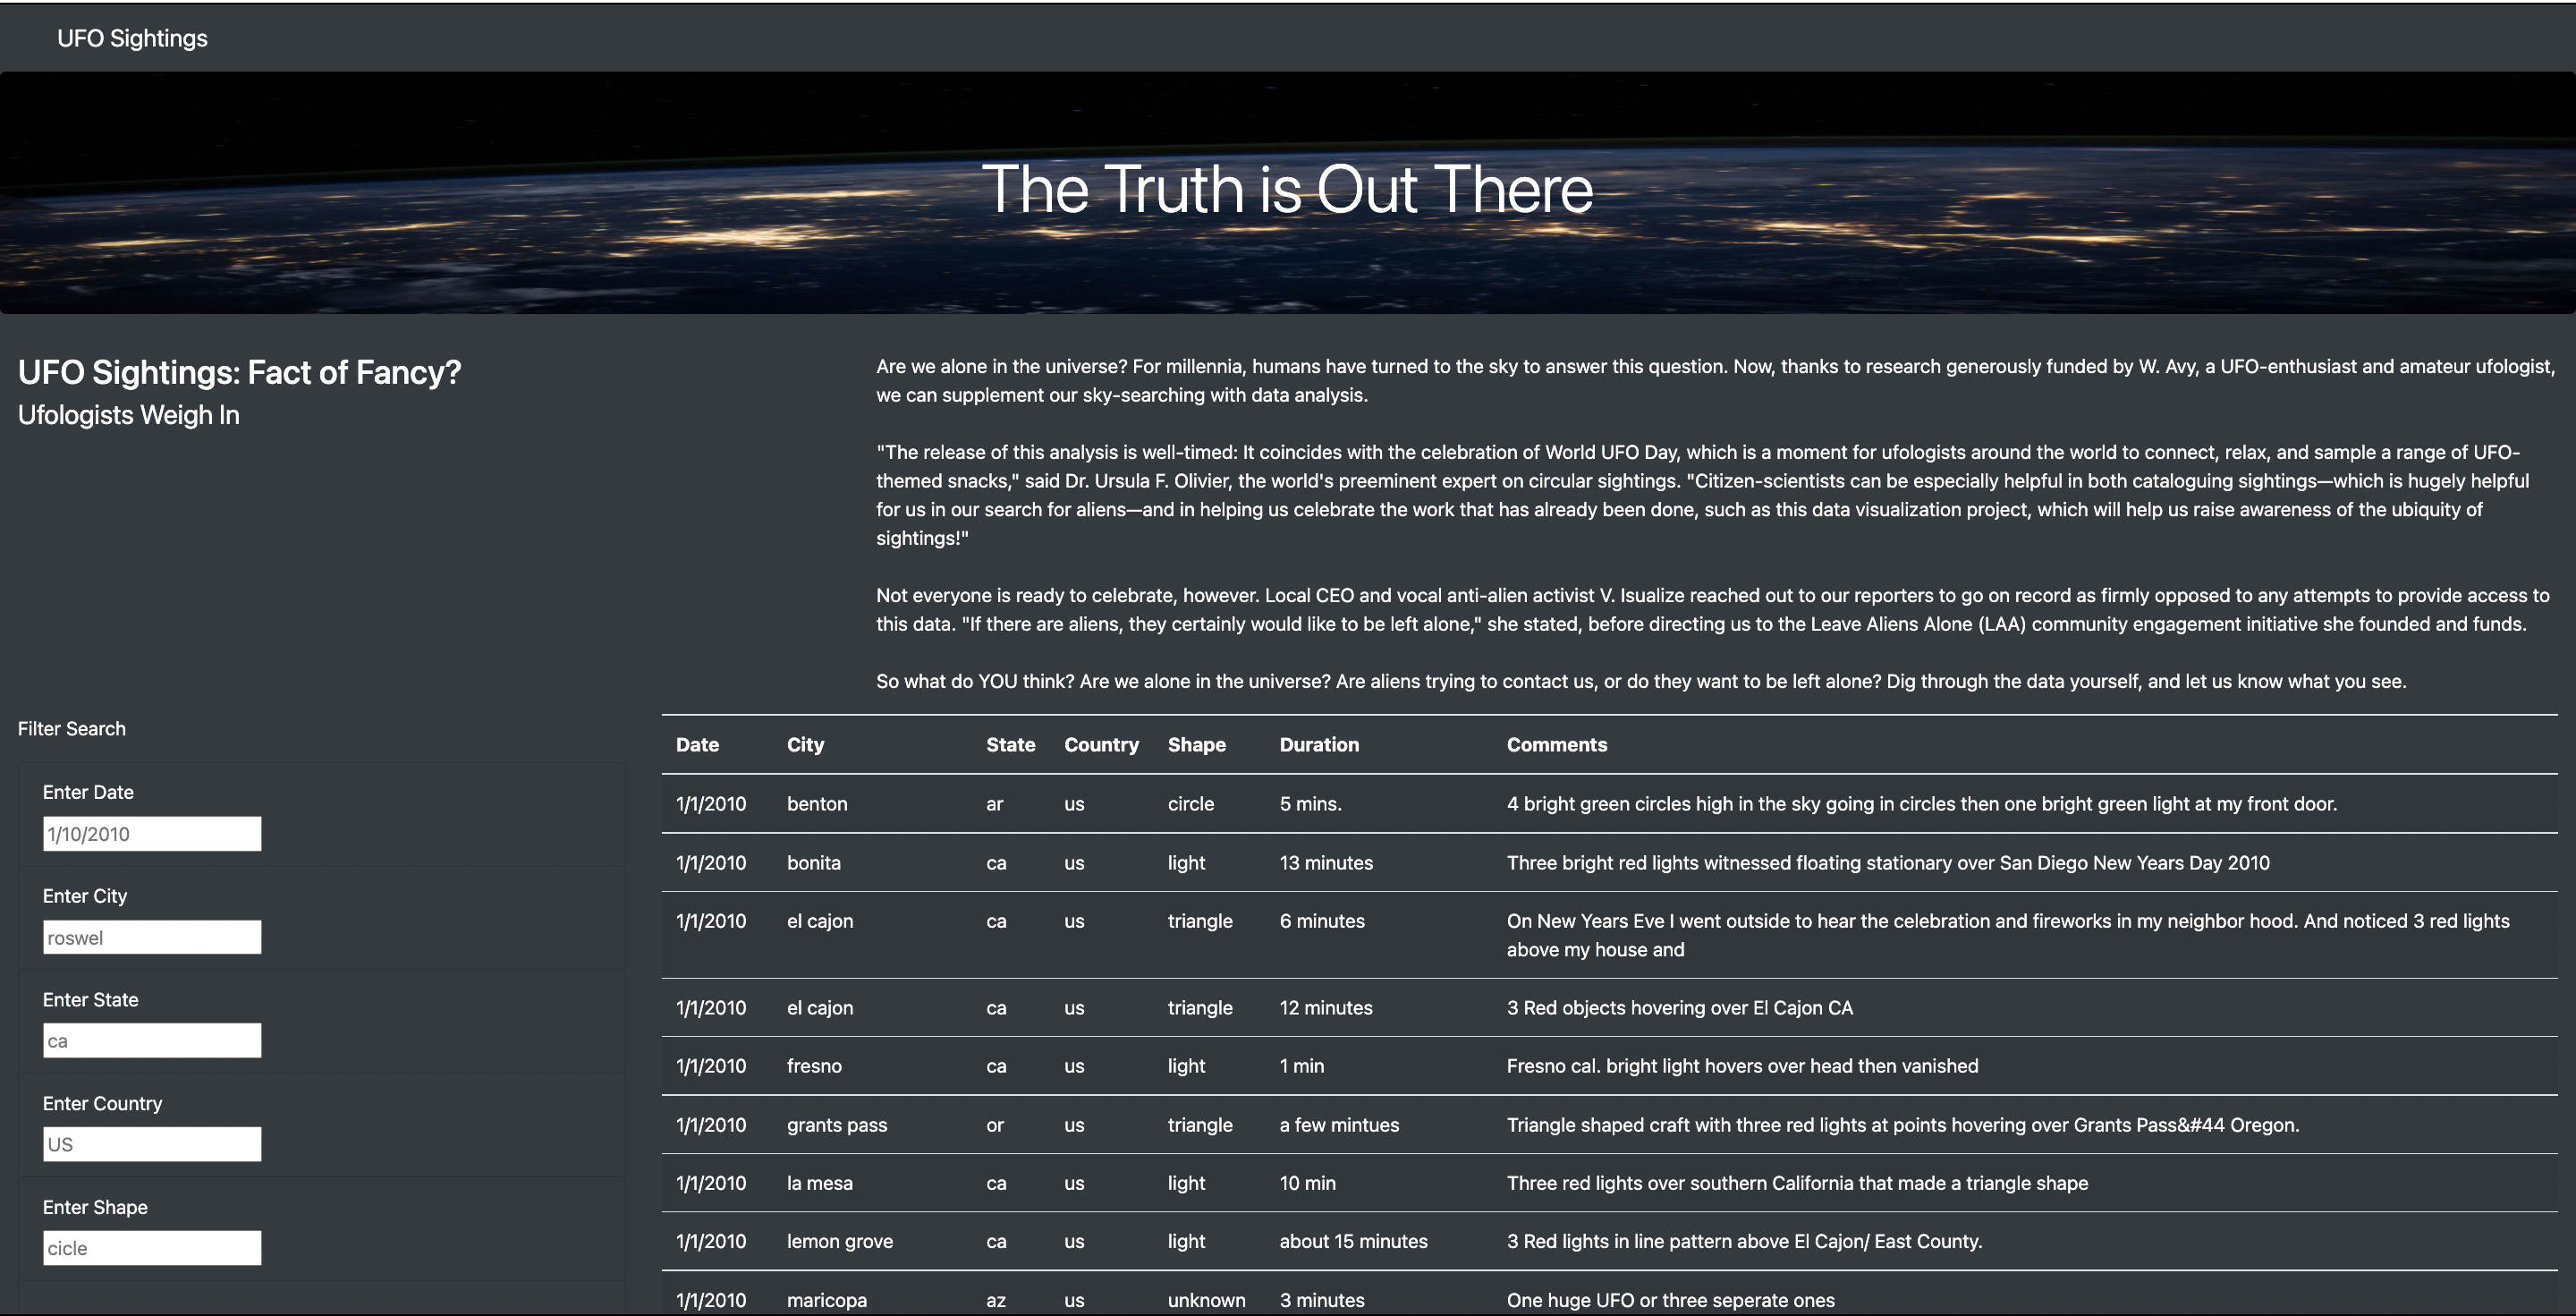 UFO Sightings
The Truth is Out There
UFO Sightings: Fact of Fancy?
Ufologists Weigh In
Are we alone in the universe? For millennia, humans have turned to the sky to answer this question. Now, thanks to research generously funded by W. Avy, a UFO-enthusiast and amateur ufologist,
we can supplement our sky-searching with data analysis.
"The release of this analysis is well-timed: It coincides with the celebration of World UFO Day, which is a moment for ufologists around the world to connect, relax, and sample a range of UFO-
themed snacks," said Dr. Ursula F. Olivier, the world's preeminent expert on circular sightings. "Citizen-scientists can be especially helpful in both cataloguing sightings—which is hugely helpful
for us in our search for aliens—and in helping us celebrate the work that has already been done, such as this data visualization project, which will help us raise awareness of the ubiquity of
sightings!"
Not everyone is ready to celebrate, however. Local CEO and vocal anti-alien activist V. Isualize reached out to our reporters to go on record as firmly opposed to any attempts to provide access to
this data. "If there are aliens, they certainly would like to be left alone," she stated, before directing us to the Leave Aliens Alone (LAA) community engagement initiative she founded and funds.
So what do YOU think? Are we alone in the universe? Are aliens trying to contact us, or do they want to be left alone? Dig through the data yourself, and let us know what you see.
Filter Search
Enter Date
1/10/2010
Enter City
roswel
Enter State
ca
Enter Country
US
Enter Shape
cicle
Date City State Country Shape Duration Comments
1/1/2010 benton ar us circle 5 mins. 4 bright green circles high in the sky going in circles then one bright green light at my front door.
1/1/2010 bonita ca us light 13 minutes Three bright red lights witnessed floating stationary over San Diego New Years Day 2010
1/1/2010 el cajon ca us triangle 6 minutes On New Years Eve I went outside to hear the celebration and fireworks in my neighbor hood. And noticed 3 red lights
above my house and
1/1/2010 el cajon ca us triangle 12 minutes 3 Red objects hovering over El Cajon CA
1/1/2010 fresno ca us light 1 min Fresno cal. bright light hovers over head then vanished
1/1/2010 grants pass or us triangle a few mintues Triangle shaped craft with three red lights at points hovering over Grants Pass&#44 Oregon.
1/1/2010 la mesa ca us light 10 min Three red lights over southern California that made a triangle shape
1/1/2010 lemon grove ca us light about 15 minutes 3 Red lights in line pattern above El Cajon/ East County.
1/1/2010 maricopa az us unknown 3 minutes One huge UFO or three seperate ones